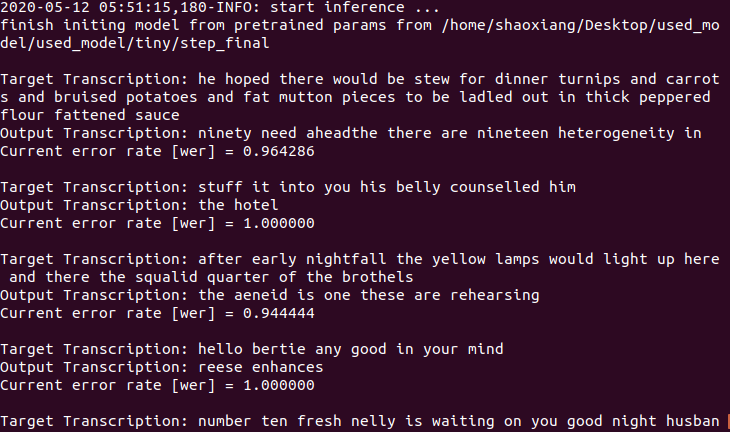 2020-05-12 05:51:15,180-INFO: start inference ...
finish initing model from pretrained params from /home/shaoxiang/Desktop/used_mo
del/used_model/tiny/step_final
Target Transcription: he hoped there would be stew for dinner turnips and carrot
s and bruised potatoes and fat mutton pieces to be ladled out in thick peppered
flour fattened sauce
Output Transcription: ninety need aheadthe there are nineteen heterogeneity in
Current error rate [wer] = 0.964286
Target Transcription: stuff it into you his belly counselled him
Output Transcription: the hotel
Current error rate [wer] = 1.000000
Target Transcription: after early nightfall the yellow lamps would light up here
 and there the squalid quarter of the brothels
Output Transcription: the aeneid is one these are rehearsing
Current error rate [wer] = 0.944444
Target Transcription: hello bertie any good in your mind
Output Transcription: reese enhances
Current error rate [wer] = 1.000000
Target Transcription: number ten fresh nelly is waiting on you good night husban